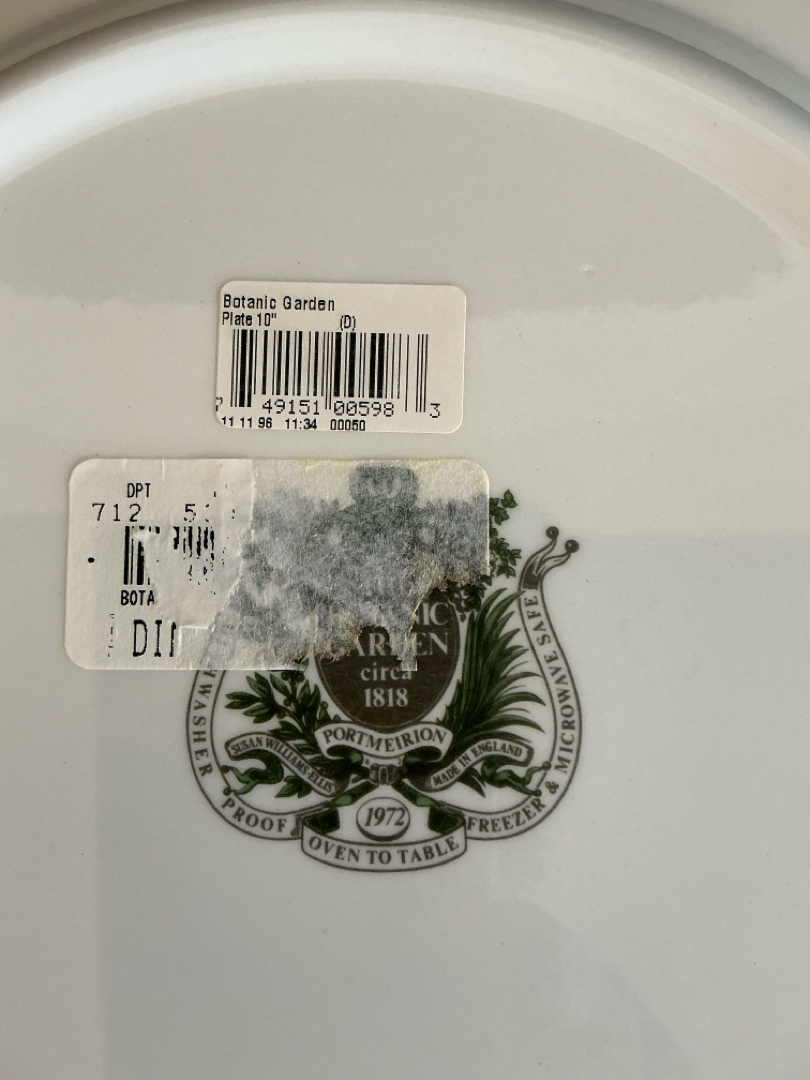 Botanic Garden
Plate 10" (D)
49151 00598 3
11 11 96 11:34 00050
DPT
712
BOTA
GARDEN
circa
1818
PORTMEIRION
SUSAN WILLIAMS-ELLIS
MADE IN ENGLAND
PROOF
1972
FREEZER & MICROWAVE SAFE
OVEN TO TABLE